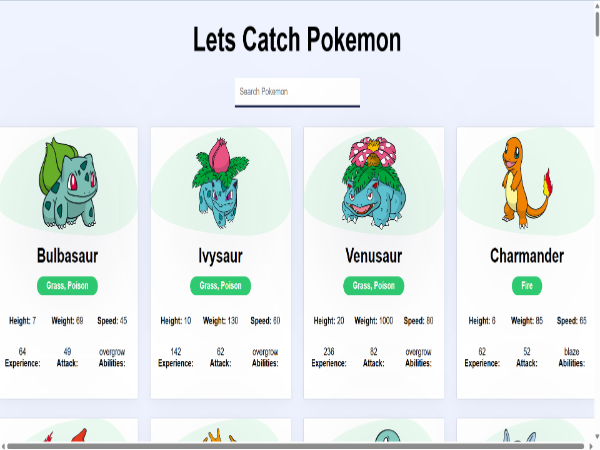 Lets Catch Pokemon
Search Pokemon
Bulbasaur
Grass, Poison
Height: 7 Weight: 69 Speed: 45
64 49 overgrow
Experience: Attack: Abilities:
Ivysaur
Grass, Poison
Height: 10 Weight: 130 Speed: 60
142 62 overgrow
Experience: Attack: Abilities:
Venusaur
Grass, Poison
Height: 20 Weight: 1000 Speed: 80
236 82 overgrow
Experience: Attack: Abilities:
Charmander
Fire
Height: 6 Weight: 85 Speed: 65
62 52 blaze
Experience: Attack: Abilities: